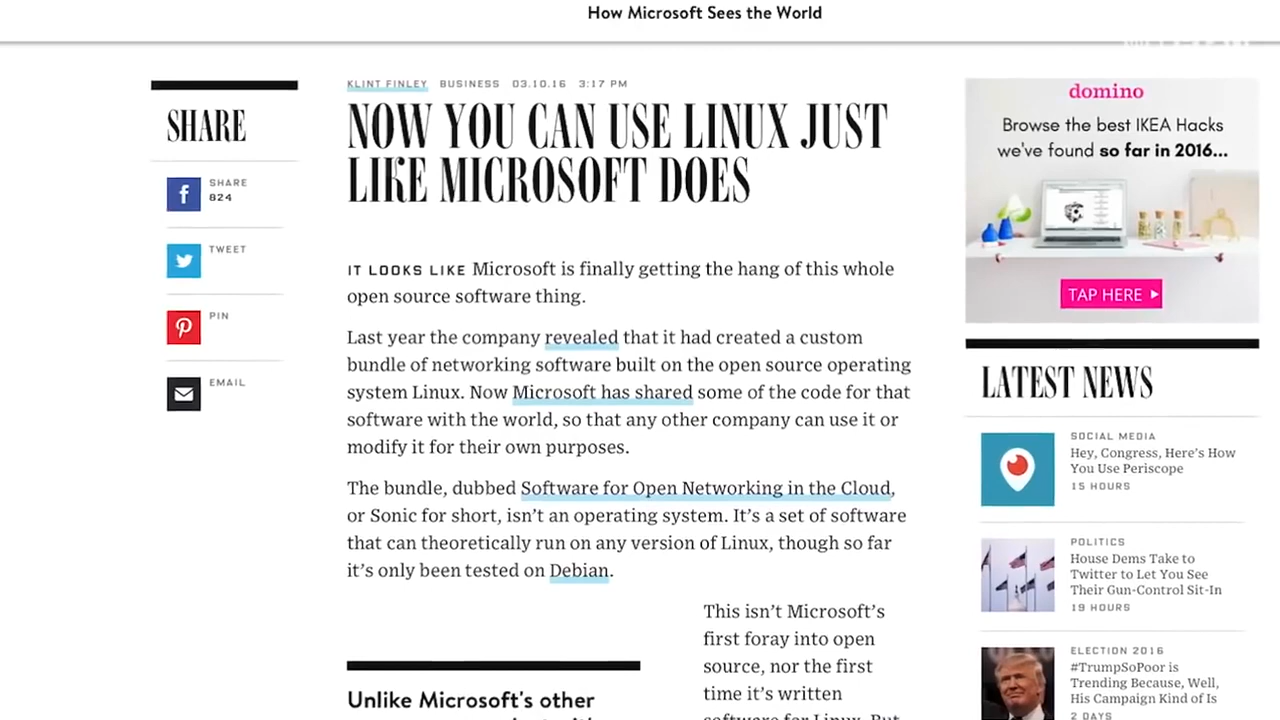 How Microsoft Sees the World
SHARE
SHARE
824
TWEET
PIN
EMAIL
KLINT FINLEY BUSINESS 03.10.16 3:17 PM
NOW YOU CAN USE LINUX JUST
LIKE MICROSOFT DOES
IT LOOKS LIKE Microsoft is finally getting the hang of this whole
open source software thing.
Last year the company revealed that it had created a custom
bundle of networking software built on the open source operating
system Linux. Now Microsoft has shared some of the code for that
software with the world, so that any other company can use it or
modify it for their own purposes.
The bundle, dubbed Software for Open Networking in the Cloud,
or Sonic for short, isn't an operating system. It's a set of software
that can theoretically run on any version of Linux, though so far
it's only been tested on Debian.
This isn't Microsoft's
first foray into open
source, nor the first
time it's written
software for Linux. But
Unlike Microsoft's other
domino
Browse the best IKEA Hacks
we've found so far in 2016...
TAP HERE
LATEST NEWS
SOCIAL MEDIA
Hey, Congress, Here's How
You Use Periscope
15 HOURS
POLITICS
House Dems Take to
Twitter to Let You See
Their Gun-Control Sit-In
19 HOURS
ELECTION 2016
#TrumpSoPoor is
Trending Because, Well,
His Campaign Kind of Is
2 DAYS